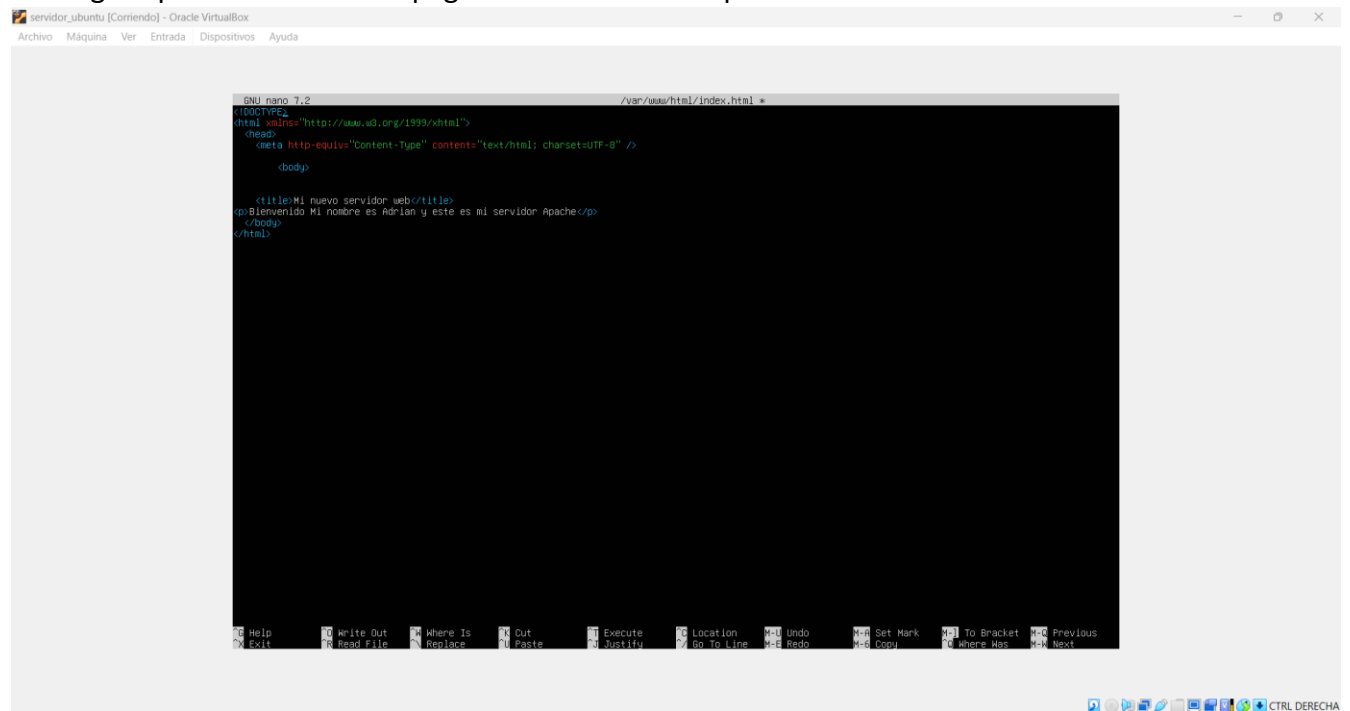 servidor_ubuntu [Corriendo] - Oracle VirtualBox
Archivo Máquina Ver Entrada Dispositivos Ayuda
GNU nano 7.2 /var/www/html/index.html *
<!DOCTYPE>
<html xmlns="http://www.w3.org/1999/xhtml">
<head>
<meta http-equiv="Content-Type" content="text/html; charset=UTF-8" />
<body>
<title>Mi nuevo servidor web</title>
<p>Bienvenido Mi nombre es Adrian y este es mi servidor Apache</p>
</body>
</html>
^G Help ^O Write Out ^W Where Is ^K Cut ^T Execute ^C Location M-U Undo M-A Set Mark M-] To Bracket M-Q Previous
^X Exit ^R Read File ^\ Replace ^U Paste ^J Justify ^/ Go To Line M-E Redo M-6 Copy ^Q Where Was M-W Next
CTRL DERECHA